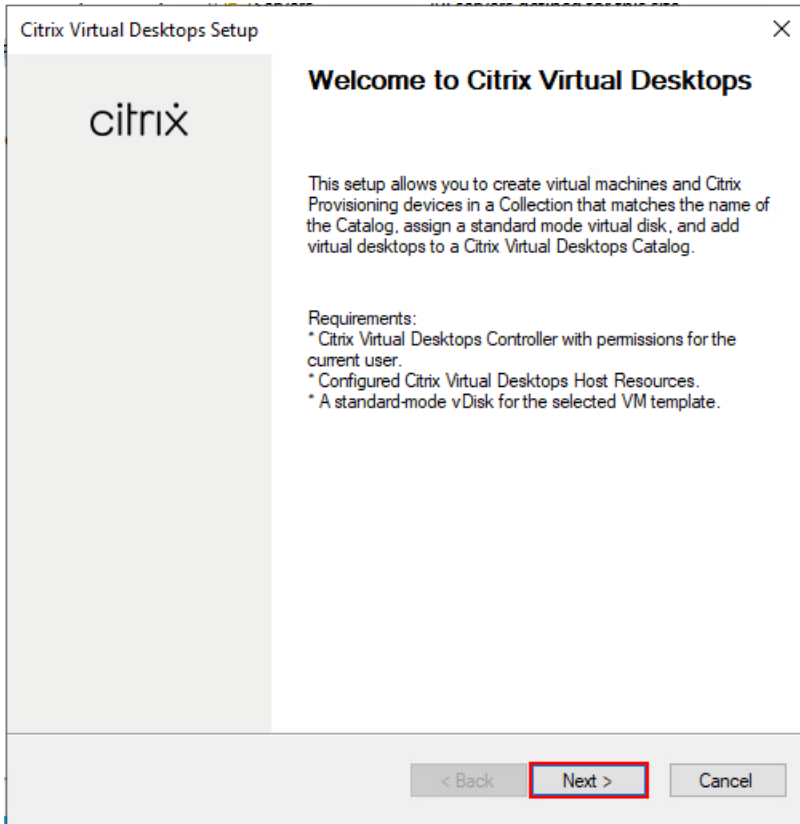 Citrix Virtual Desktops Setup
citrix
Welcome to Citrix Virtual Desktops
This setup allows you to create virtual machines and Citrix
Provisioning devices in a Collection that matches the name of
the Catalog, assign a standard mode virtual disk, and add
virtual desktops to a Citrix Virtual Desktops Catalog.
Requirements:
* Citrix Virtual Desktops Controller with permissions for the
current user.
* Configured Citrix Virtual Desktops Host Resources.
* A standard-mode vDisk for the selected VM template.
< Back
Next >
Cancel